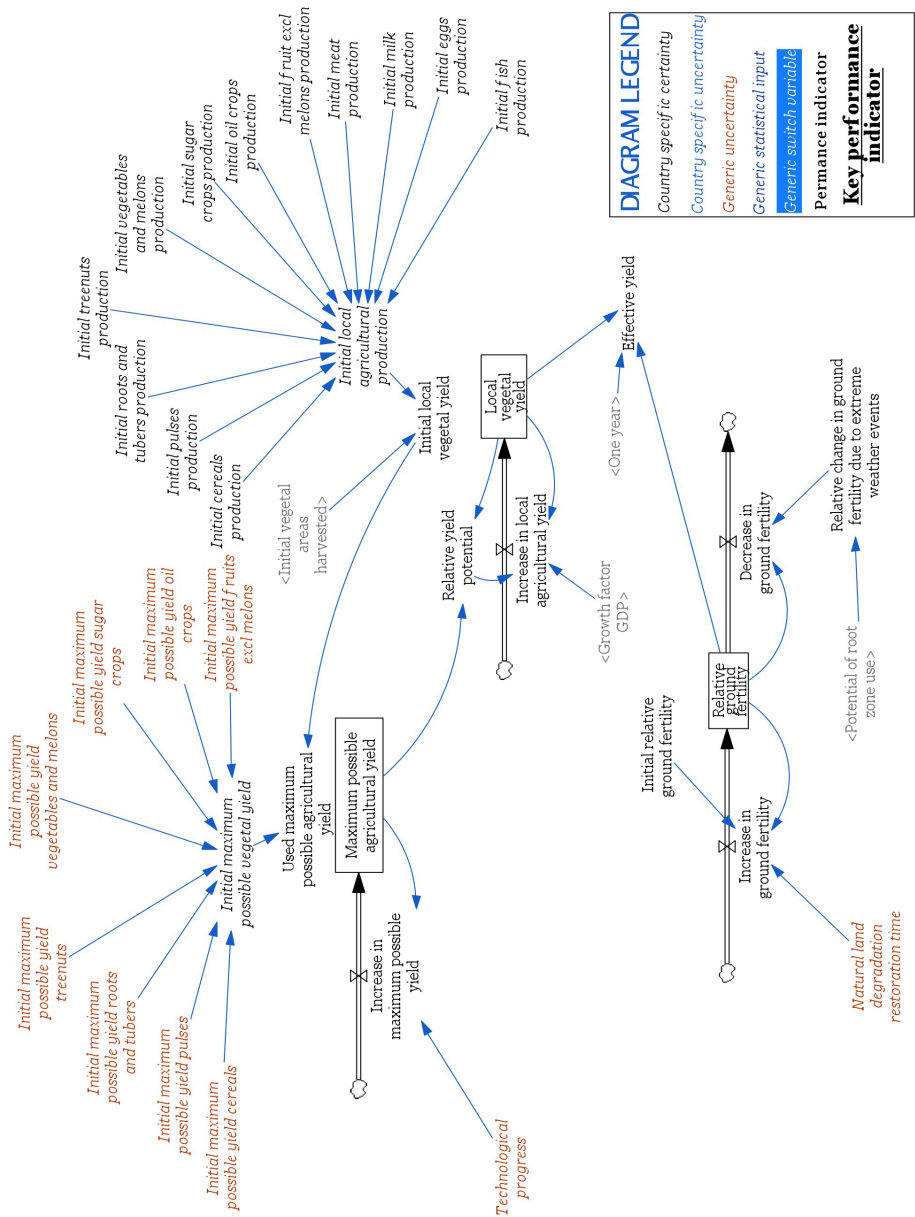 Initial maximum
possible yield
treenuts
Initial maximum
possible yield
vegetables and melons
Initial maximum
possible yield sugar
crops
Initial maximum
possible yield oil
crops
Initial maximum
possible yield fruits
excl melons
Initial maximum
possible yield roots
and tubers
Initial maximum
possible yield pulses
Initial maximum
possible yield cereals
Initial maximum
possible vegetal yield
Used maximum
possible agricultural
yield
Maximum possible
agricultural yield
Increase in
maximum possible
yield
Technological
progress
Initial cereals
production
Initial pulses
production
Initial roots and
tubers production
Initial treenuts
production
Initial vegetables
and melons
production
Initial sugar
crops production
Initial oil crops
production
Initial fruit excl
melons production
Initial meat
production
Initial milk
production
Initial eggs
production
Initial fish
production
Initial local
agricultural
production
<Initial vegetal
areas
harvested>
Initial local
vegetal yield
Relative yield
potential
Local
vegetal
yield
Increase in local
agricultural yield
<Growth factor
GDP>
<One year>
Effective yield
Initial relative
ground fertility
Relative
ground
fertility
Increase in
ground fertility
Decrease in
ground fertility
Natural land
degradation
restoration time
<Potential of root
zone use>
Relative change in ground
fertility due to extreme
weather events
DIAGRAM LEGEND
Country specific certainty
Country specific uncertainty
Generic uncertainty
Generic statistical input
Generic switch variable
Permance indicator
Key performance
indicator